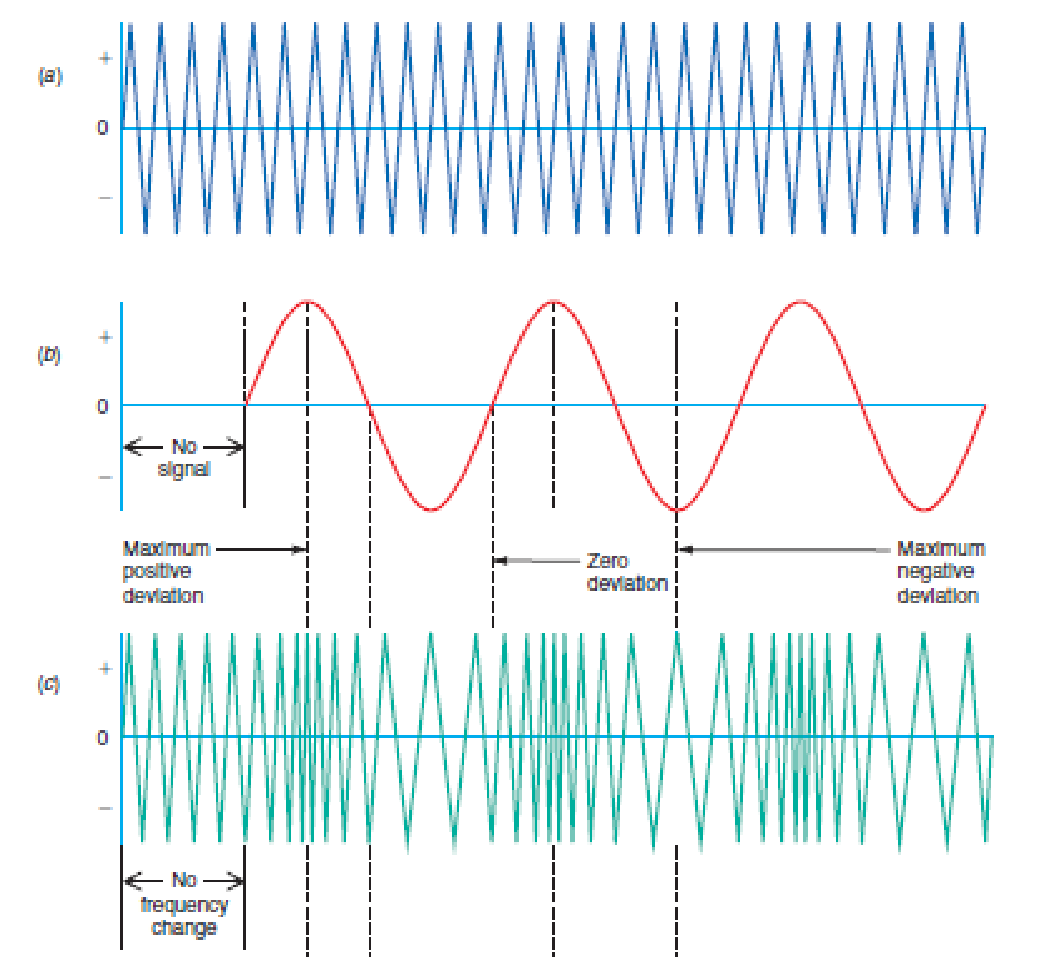 +
(a)
0
–
+
(b)
0
No
signal
–
Maximum
positive
deviation
Zero
deviation
Maximum
negative
deviation
+
(c)
0
–
No
frequency
change